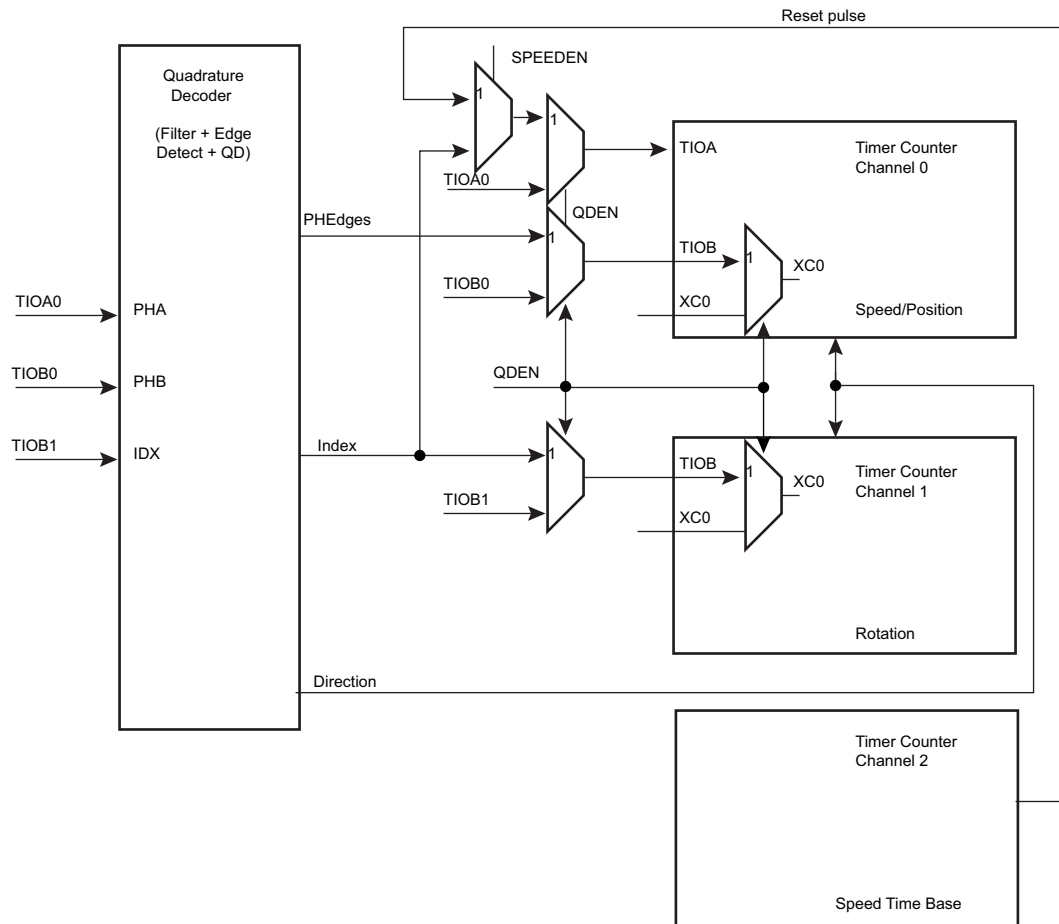 Reset pulse
SPEEDEN
Quadrature
Decoder
(Filter + Edge
Detect + QD)
1
1
TIOA
Timer Counter
Channel 0
TIOA0
QDEN
PHEdges
1
TIOB
1
XC0
TIOB0
XC0
Speed/Position
TIOA0
PHA
TIOB0
PHB
QDEN
TIOB1
IDX
Index
1
TIOB
1
XC0
Timer Counter
Channel 1
TIOB1
XC0
Rotation
Direction
Timer Counter
Channel 2
Speed Time Base